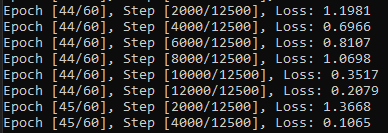 Epoch [44/60], Step [2000/12500], Loss: 1.1981
Epoch [44/60], Step [4000/12500], Loss: 0.6966
Epoch [44/60], Step [6000/12500], Loss: 0.8107
Epoch [44/60], Step [8000/12500], Loss: 1.0698
Epoch [44/60], Step [10000/12500], Loss: 0.3517
Epoch [44/60], Step [12000/12500], Loss: 0.2079
Epoch [45/60], Step [2000/12500], Loss: 1.3668
Epoch [45/60], Step [4000/12500], Loss: 0.1065